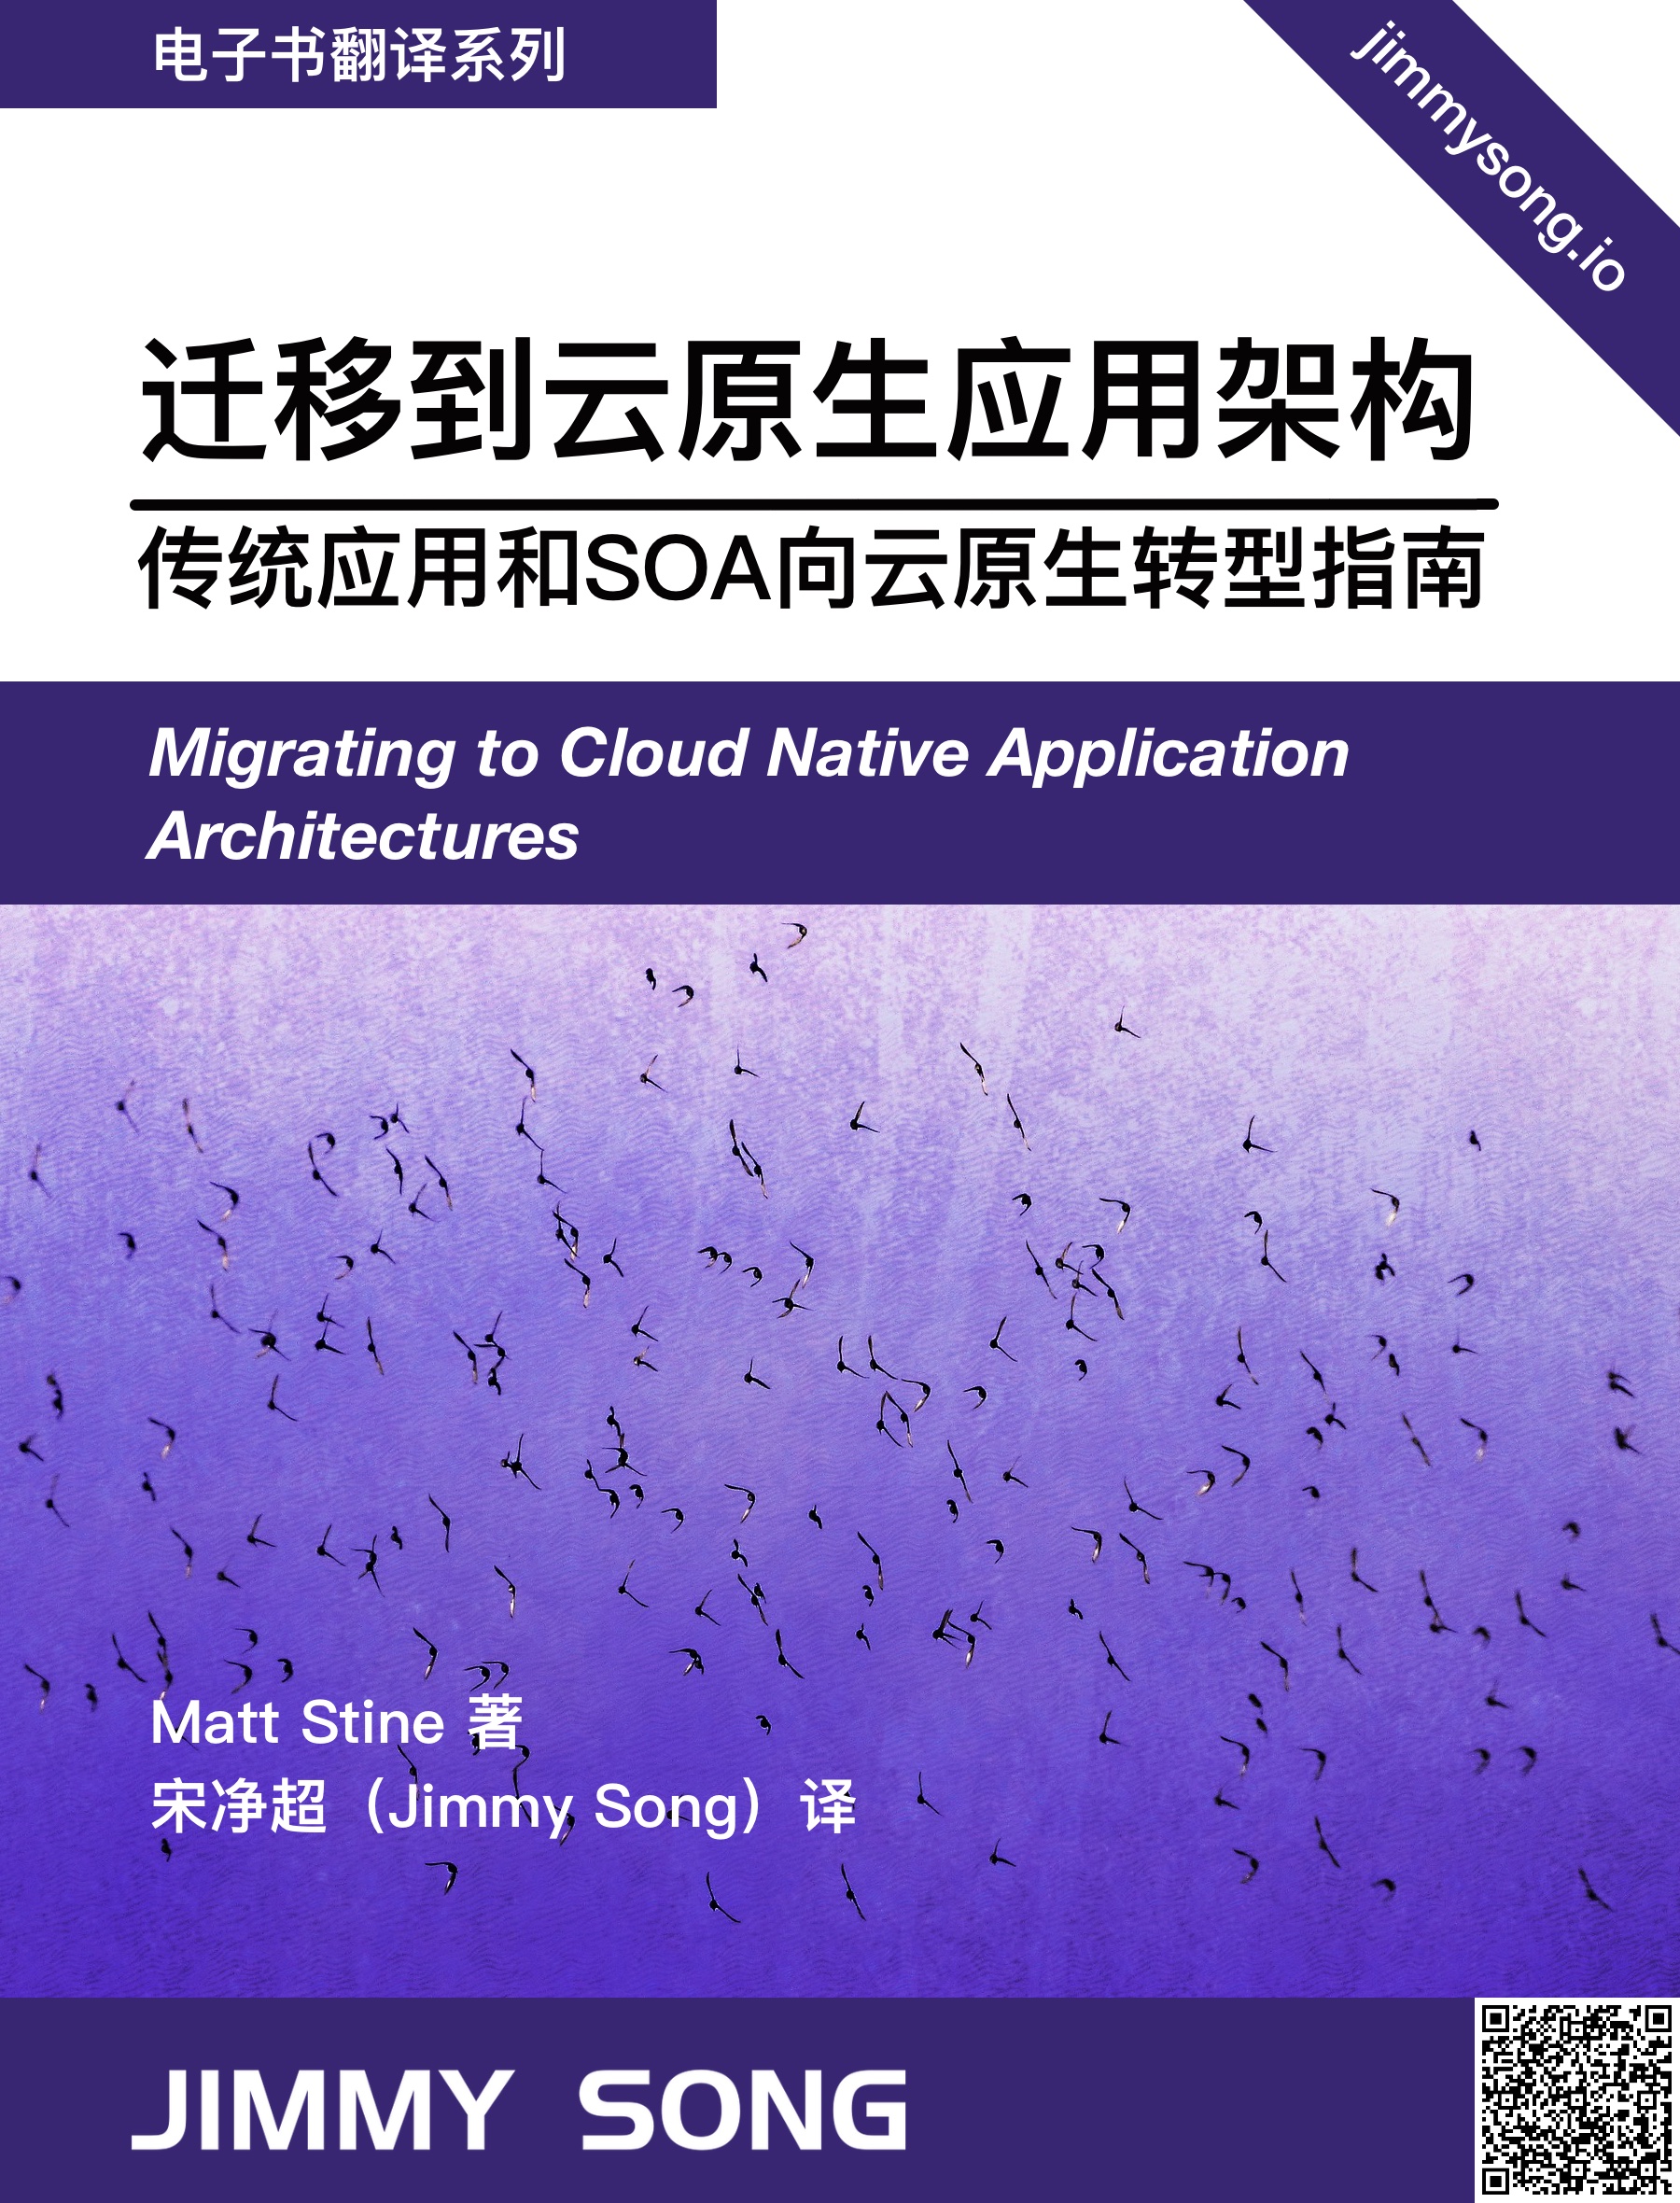 电子书翻译系列
jimmysong.io
迁移到云原生应用架构
传统应用和SOA向云原生转型指南
Migrating to Cloud Native Application
Architectures
Matt Stine 著
宋净超（Jimmy Song）译
JIMMY SONG